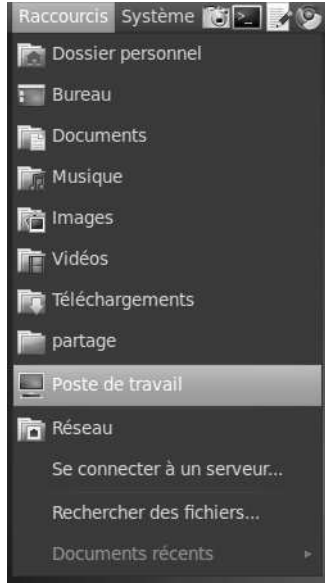 Raccourcis Système
Dossier personnel
Bureau
Documents
Musique
Images
Vidéos
Téléchargements
partage
Poste de travail
Réseau
Se connecter à un serveur...
Rechercher des fichiers...
Documents récents